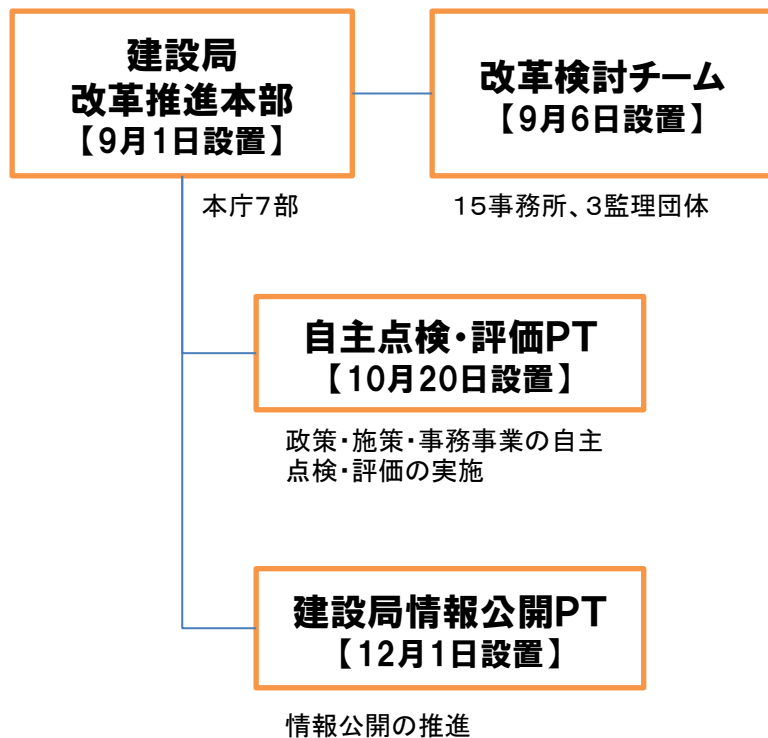 建設局
改革推進本部
【9月1日設置】
改革検討チーム
【9月6日設置】
本庁7部
15事務所、3監理団体
自主点検・評価PT
【10月20日設置】
政策・施策・事務事業の自主
点検・評価の実施
建設局情報公開PT
【12月1日設置】
情報公開の推進